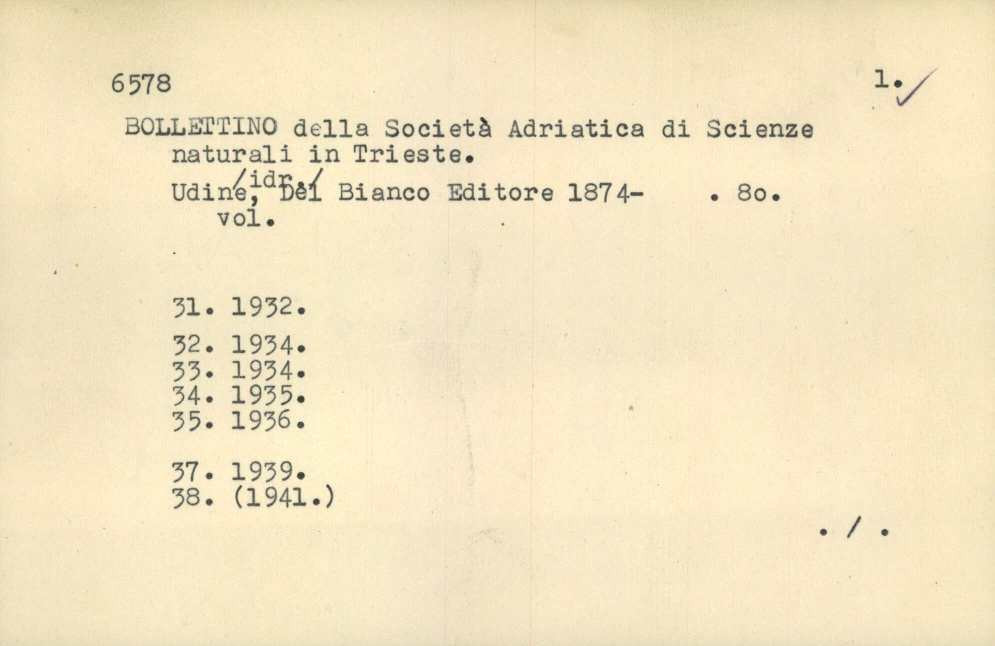 6578 1.
BOLLETTINO della Società Adriatica di Scienze
naturali in Trieste.
/idr./
Udine, Del Bianco Editore 1874- . 8o.
vol.
31. 1932.
32. 1934.
33. 1934.
34. 1935.
35. 1936.
37. 1939.
38. (1941.)
. / .